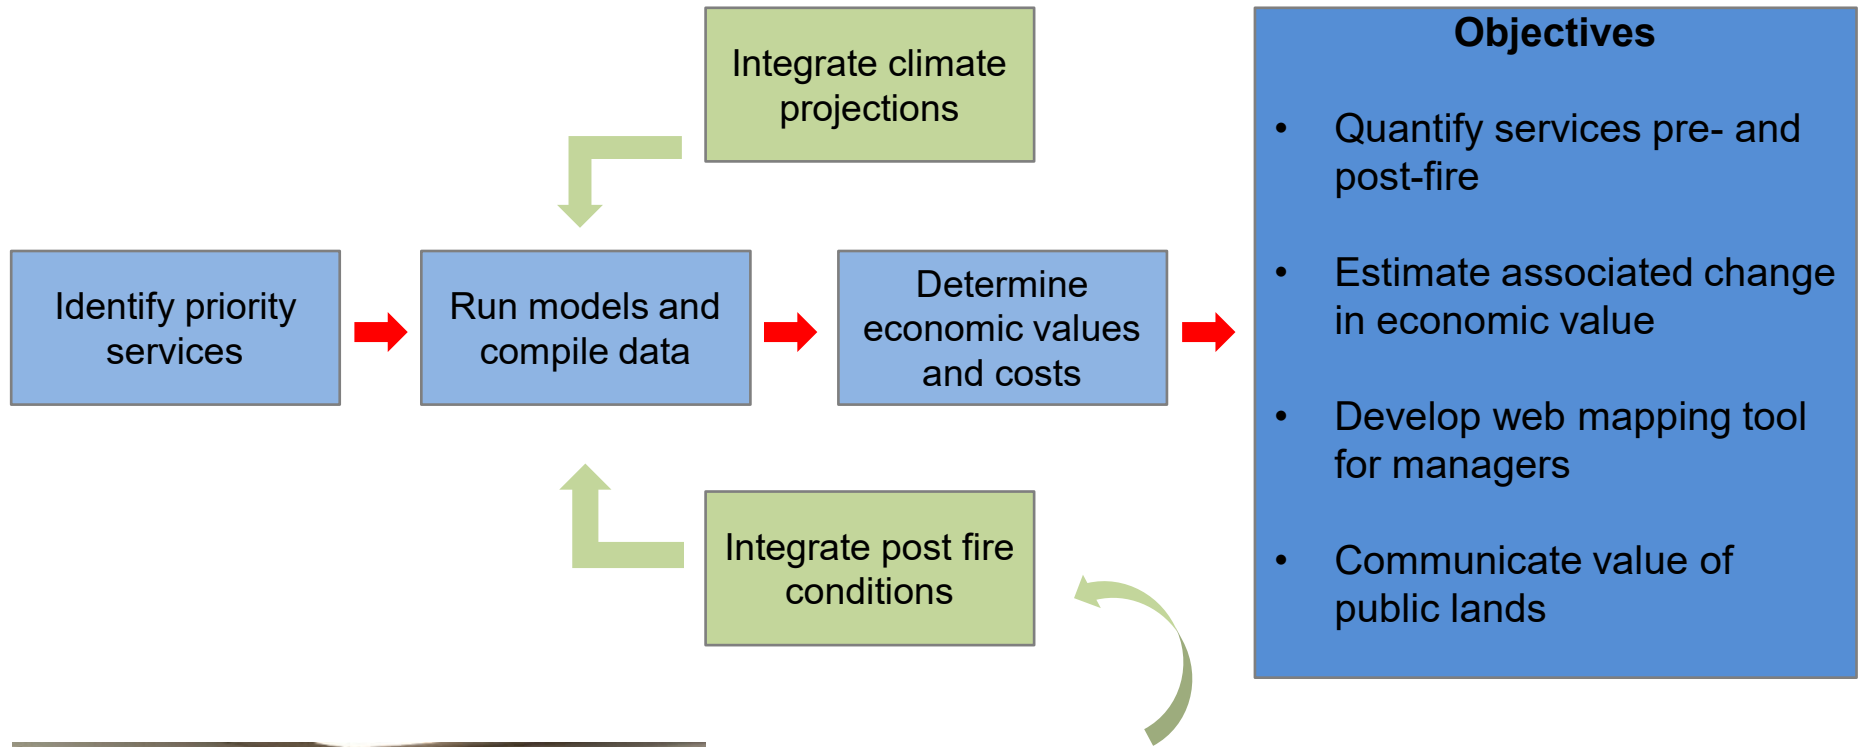 Integrate climate
projections
Identify priority
services
Run models and
compile data
Determine
economic values
and costs
Integrate post fire
conditions
Objectives
• Quantify services pre- and
post-fire
• Estimate associated change
in economic value
• Develop web mapping tool
for managers
• Communicate value of
public lands